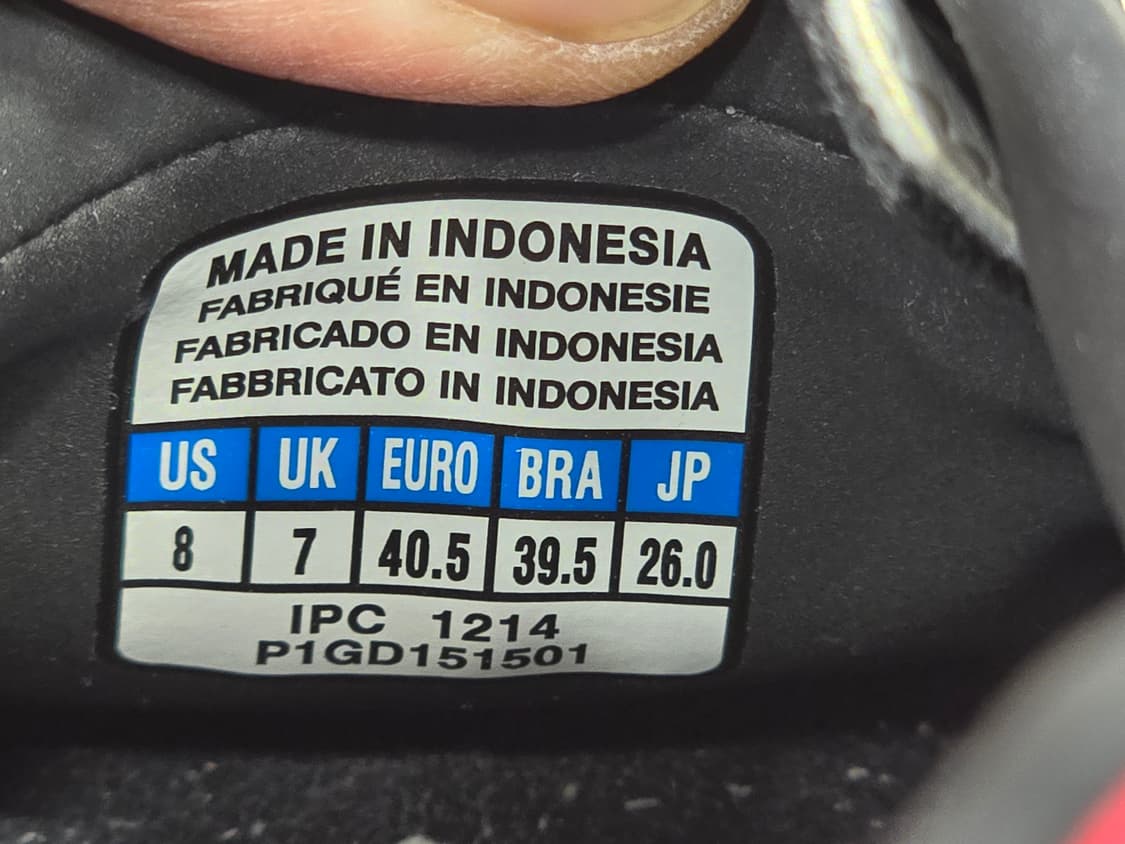 MADE IN INDONESIA
FABRIQUÉ EN INDONESIE
FABRICADO EN INDONESIA
FABBRICATO IN INDONESIA
US UK EURO BRA JP
8 7 40.5 39.5 26.0
IPC 1214
P1GD151501